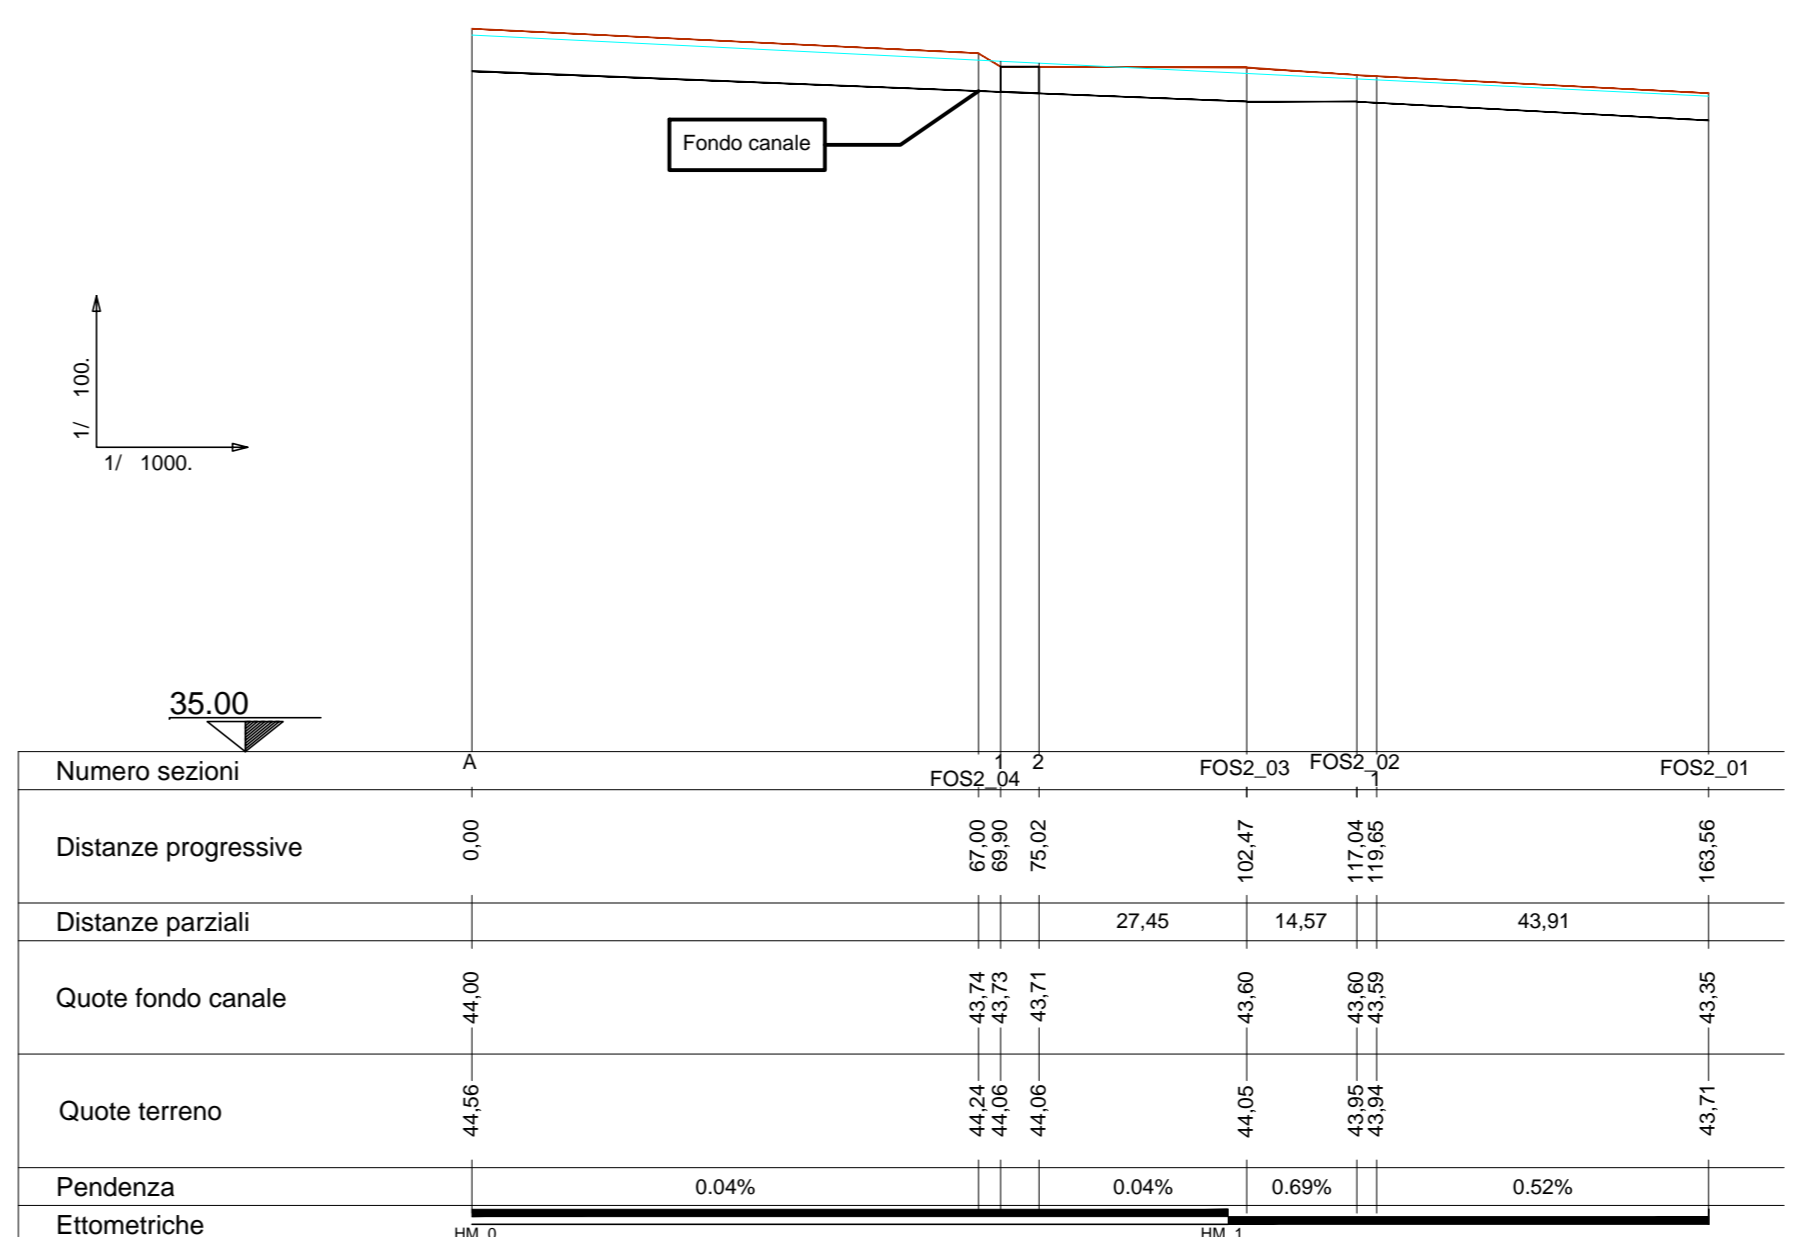 Fondo canale
1/ 100.
1/ 1000.
35.00
Numero sezioni
A
FOS2_04
1
2
FOS2_03
FOS2_02
1
FOS2_01
Distanze progressive
0,00
67,00
69,90
75,02
102,47
117,04
119,65
163,56
Distanze parziali
27,45
14,57
43,91
Quote fondo canale
44,00
43,74
43,73
43,71
43,60
43,60
43,59
43,35
Quote terreno
44,56
44,24
44,06
44,06
44,05
43,95
43,94
43,71
Pendenza
0.04%
0.04%
0.69%
0.52%
Ettometriche
HM_0
HM_1